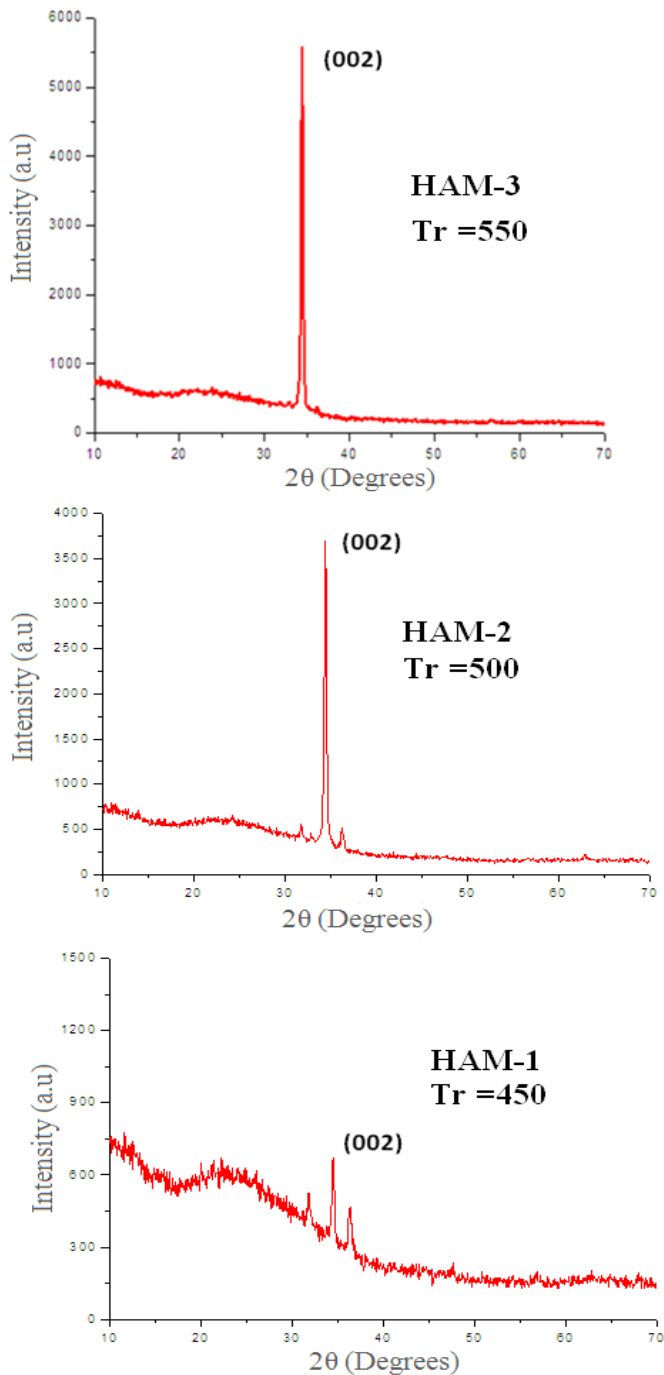 6000
(002)
5000
HAM-3
4000
Tr =550
3000
2000
1000
0
Intensity (a.u)
10 20 30 40 50 60 70
2θ (Degrees)
4000
(002)
3500
3000
HAM-2
2500
Tr =500
2000
1500
1000
500
0
Intensity (a.u)
10 20 30 40 50 60 70
2θ (Degrees)
1500
1200
HAM-1
Tr =450
900
(002)
600
300
0
Intensity (a.u)
10 20 30 40 50 60 70
2θ (Degrees)